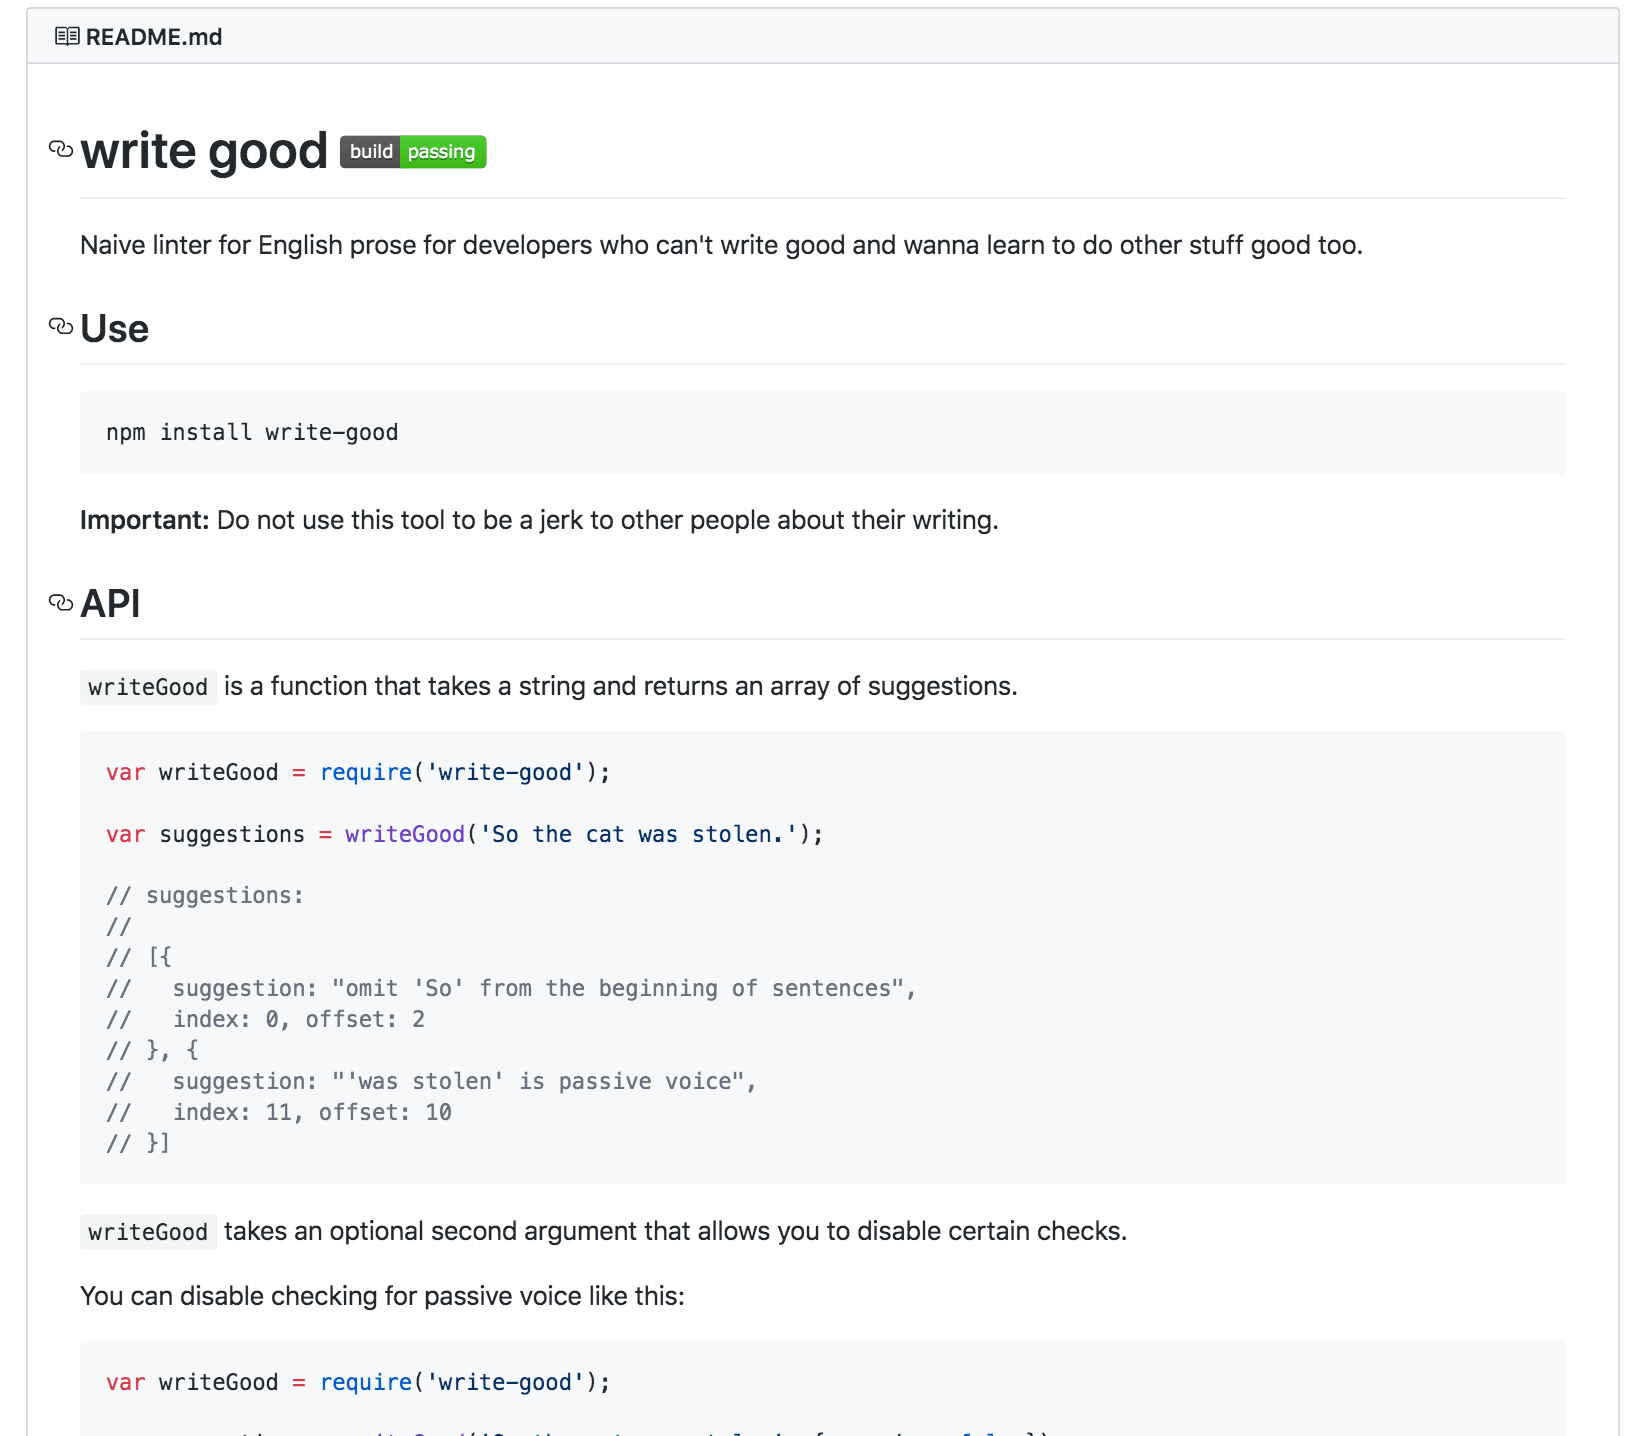 README.md
write good build passing
Naive linter for English prose for developers who can't write good and wanna learn to do other stuff good too.
Use
npm install write-good
Important: Do not use this tool to be a jerk to other people about their writing.
API
writeGood is a function that takes a string and returns an array of suggestions.
var writeGood = require('write-good');
var suggestions = writeGood('So the cat was stolen.');
// suggestions:
//
// [{
//   suggestion: "omit 'So' from the beginning of sentences",
//   index: 0, offset: 2
// }, {
//   suggestion: "'was stolen' is passive voice",
//   index: 11, offset: 10
// }]
writeGood takes an optional second argument that allows you to disable certain checks.
You can disable checking for passive voice like this:
var writeGood = require('write-good');